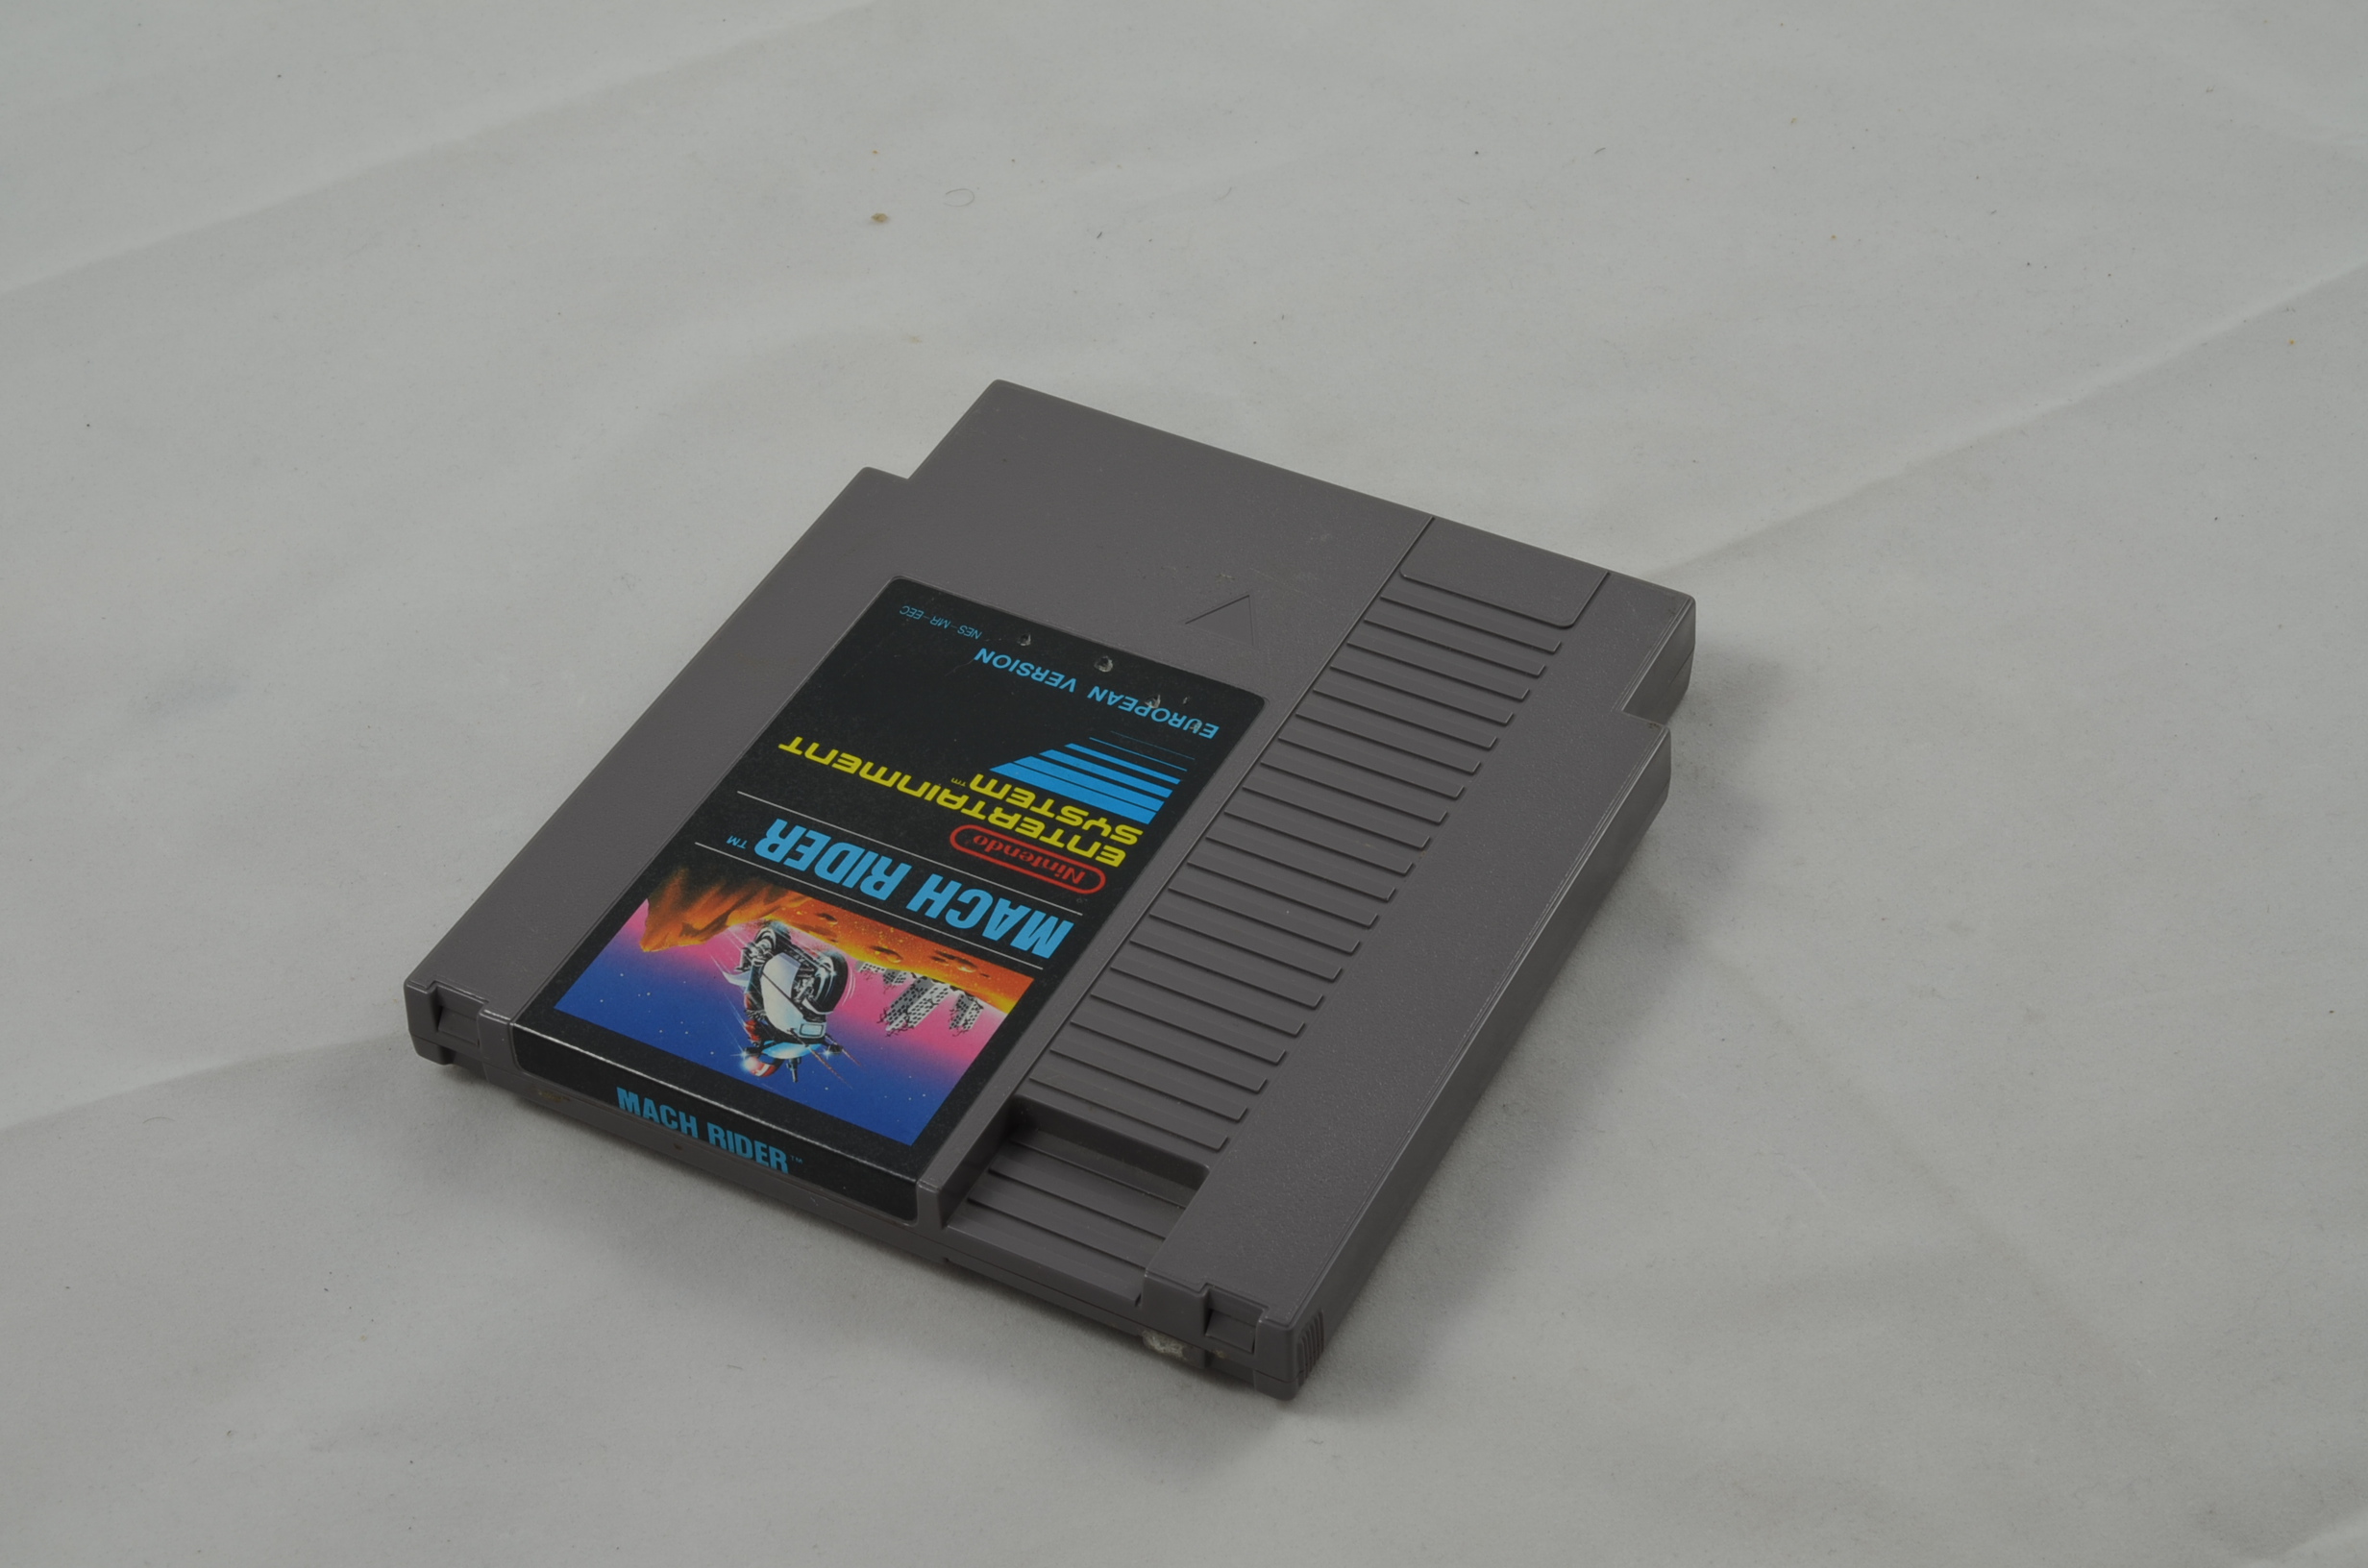 MACH RIDER™
Nintendo
ENTERTAINMENT
SYSTEM™
EUROPEAN VERSION
NES-MR-EEC
MACH RIDER™